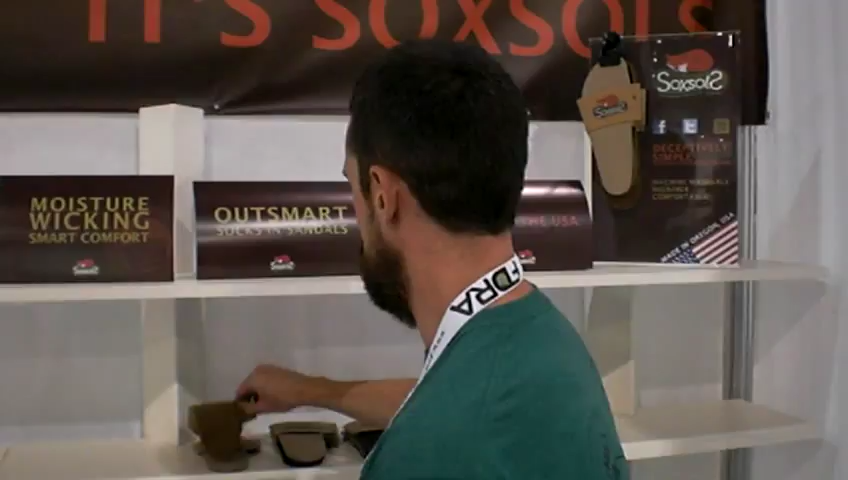 IT'S SOXSOLS
SoxsolS
DECEPTIVELY
SIMPLE
MADE IN OREGON, USA
MOISTURE
WICKING
SMART COMFORT
OUTSMART
SOCKS IN SANDALS
THE USA
FDRA